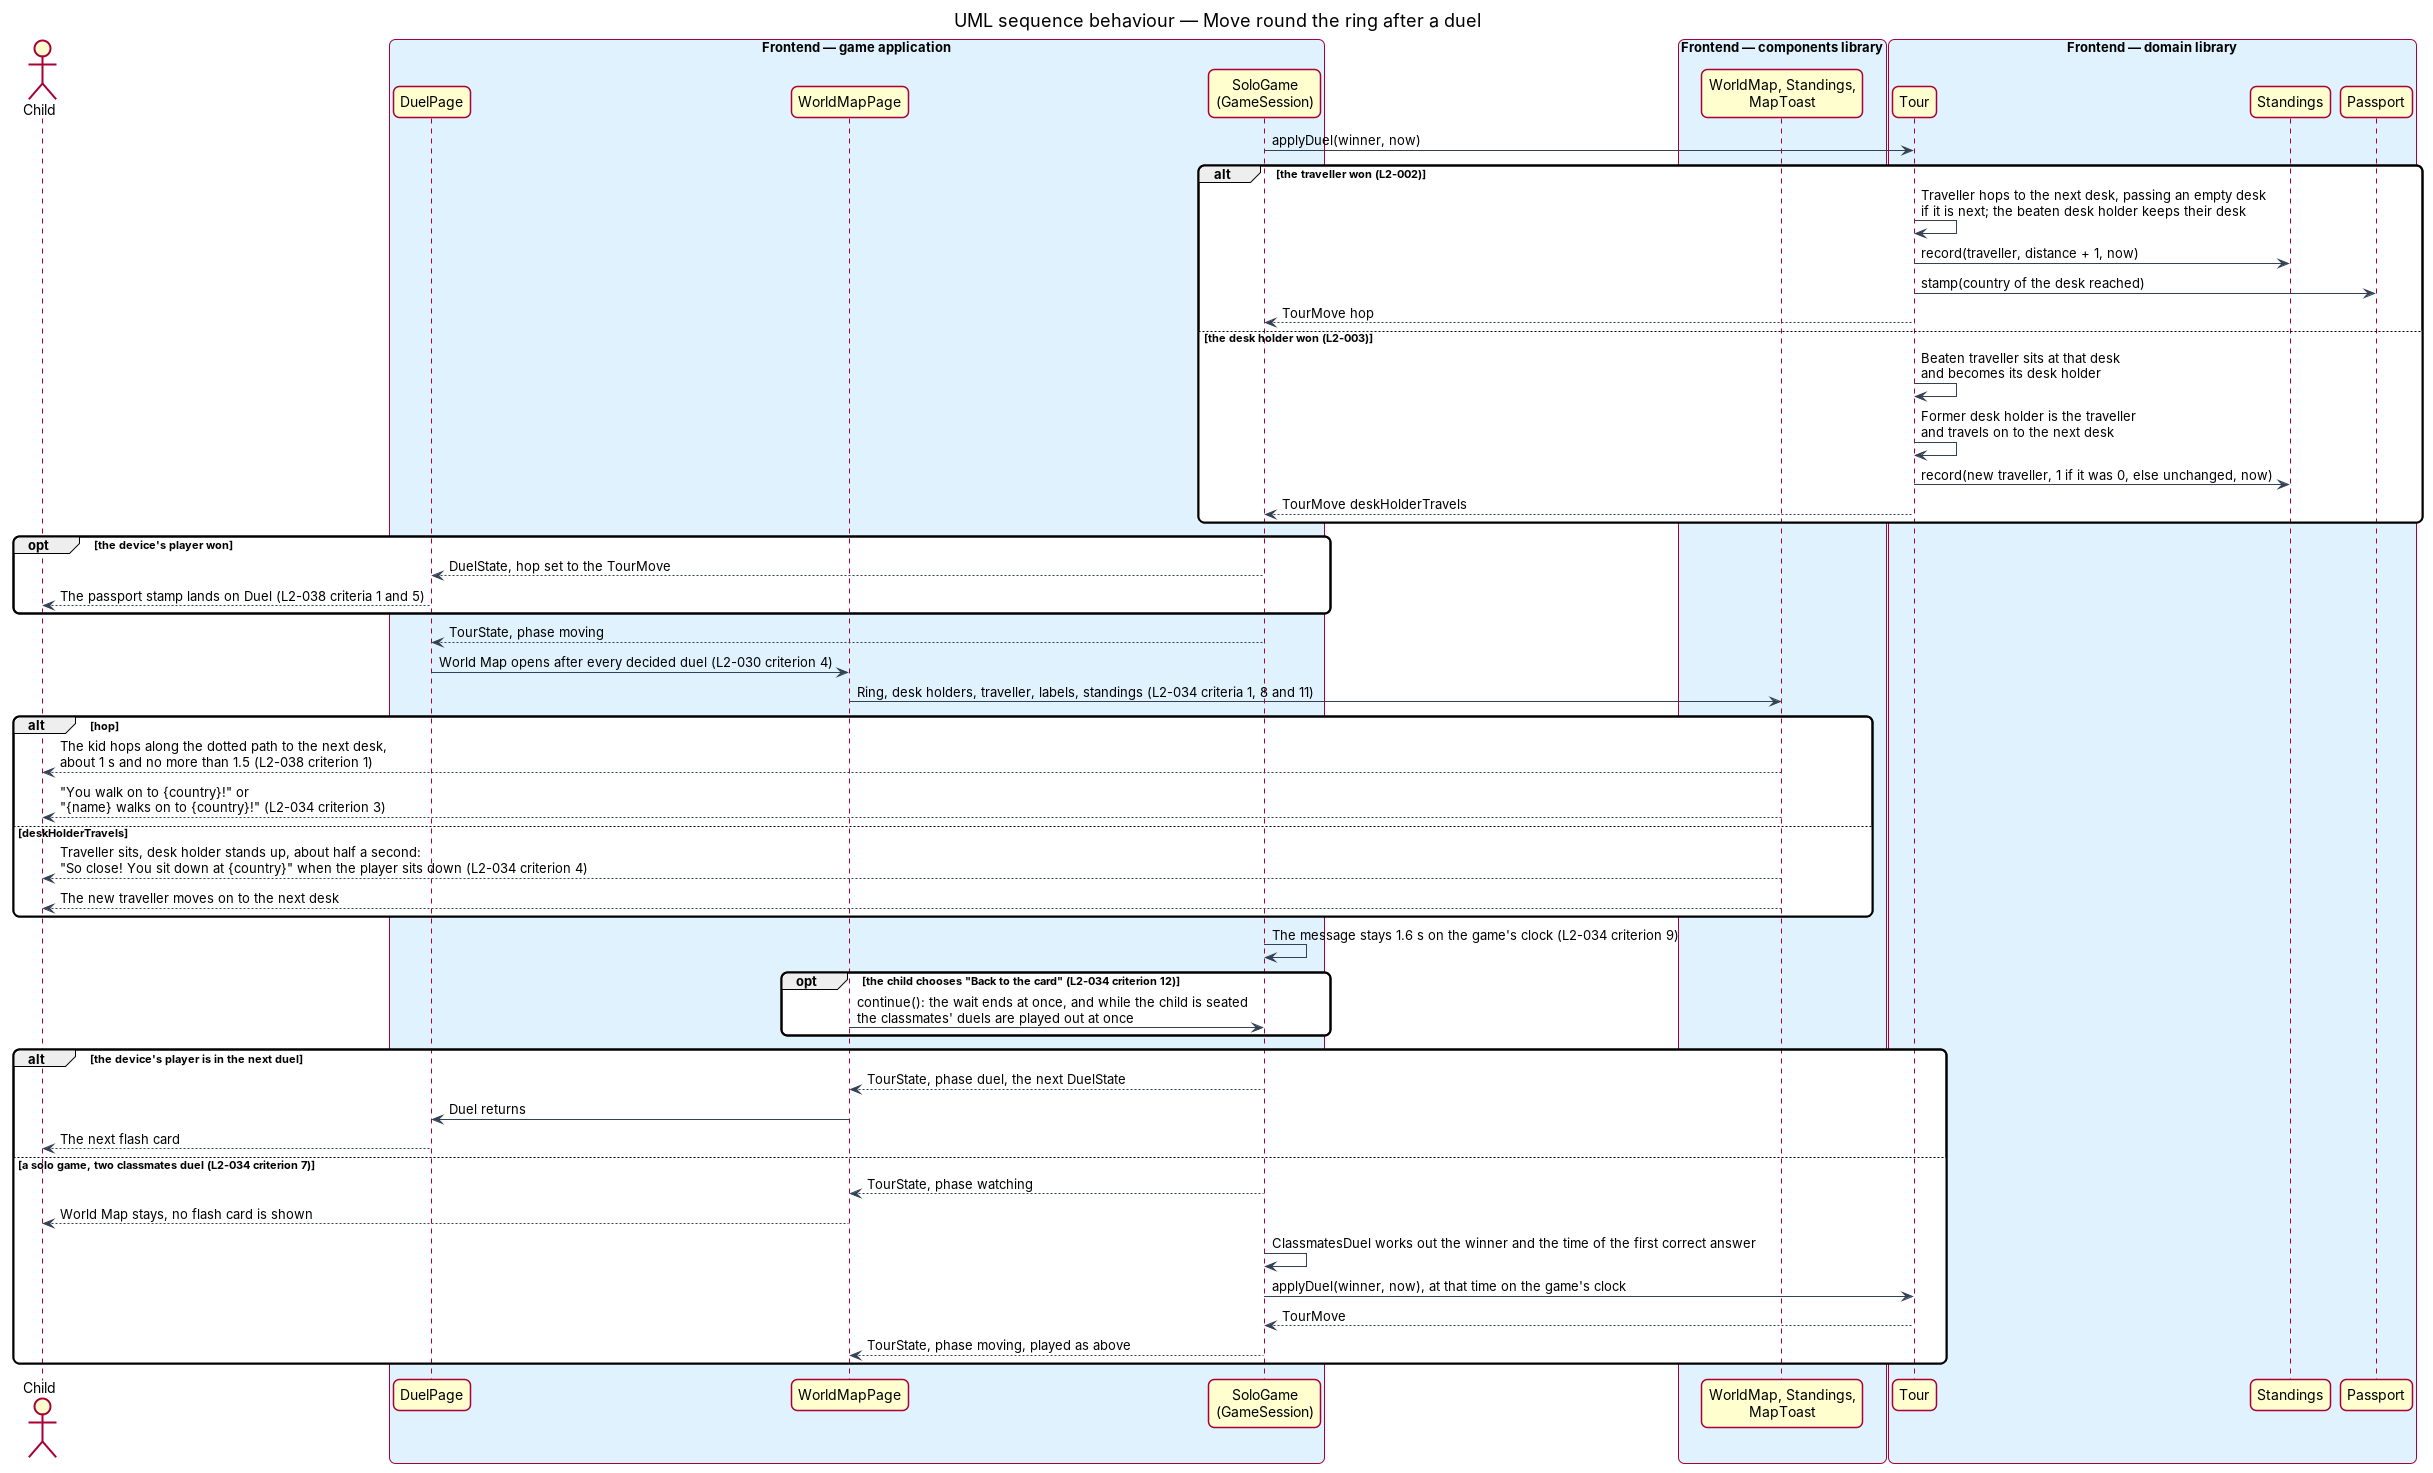 UML sequence behaviour — Move round the ring after a duel
Frontend — game application
Frontend — components library
Frontend — domain library
Child
DuelPage
WorldMapPage
SoloGame
(GameSession)
WorldMap, Standings,
MapToast
Tour
Standings
Passport
applyDuel(winner, now)
alt
[the traveller won (L2-002)]
Traveller hops to the next desk, passing an empty desk
if it is next; the beaten desk holder keeps their desk
record(traveller, distance + 1, now)
stamp(country of the desk reached)
TourMove hop
[the desk holder won (L2-003)]
Beaten traveller sits at that desk
and becomes its desk holder
Former desk holder is the traveller
and travels on to the next desk
record(new traveller, 1 if it was 0, else unchanged, now)
TourMove deskHolderTravels
opt
[the device's player won]
DuelState, hop set to the TourMove
The passport stamp lands on Duel (L2-038 criteria 1 and 5)
TourState, phase moving
World Map opens after every decided duel (L2-030 criterion 4)
Ring, desk holders, traveller, labels, standings (L2-034 criteria 1, 8 and 11)
alt
[hop]
The kid hops along the dotted path to the next desk,
about 1 s and no more than 1.5 (L2-038 criterion 1)
"You walk on to {country}!" or
"{name} walks on to {country}!" (L2-034 criterion 3)
[deskHolderTravels]
Traveller sits, desk holder stands up, about half a second:
"So close! You sit down at {country}" when the player sits down (L2-034 criterion 4)
The new traveller moves on to the next desk
The message stays 1.6 s on the game's clock (L2-034 criterion 9)
opt
[the child chooses "Back to the card" (L2-034 criterion 12)]
continue(): the wait ends at once, and while the child is seated
the classmates' duels are played out at once
alt
[the device's player is in the next duel]
TourState, phase duel, the next DuelState
Duel returns
The next flash card
[a solo game, two classmates duel (L2-034 criterion 7)]
TourState, phase watching
World Map stays, no flash card is shown
ClassmatesDuel works out the winner and the time of the first correct answer
applyDuel(winner, now), at that time on the game's clock
TourMove
TourState, phase moving, played as above
Child
DuelPage
WorldMapPage
SoloGame
(GameSession)
WorldMap, Standings,
MapToast
Tour
Standings
Passport